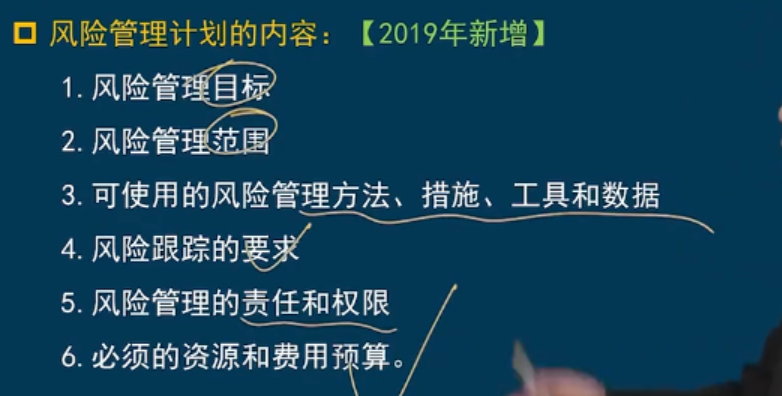 风险管理计划的内容：【2019年新增】
1.风险管理目标
2.风险管理范围
3.可使用的风险管理方法、措施、工具和数据
4.风险跟踪的要求
5.风险管理的责任和权限
6.必须的资源和费用预算。